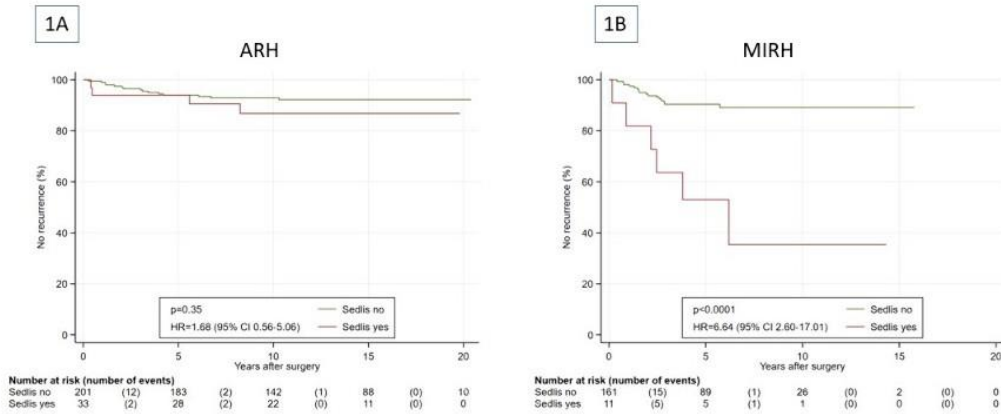 1A
ARH
100
80
60
40
20
0
No recurrence (%)
p=0.35
HR=1.68 (95% CI 0.56-5.06)
Sedlis no
Sedlis yes
0 5 10 15 20
Years after surgery
Number at risk (number of events)
Sedlis no 201 (12) 183 (2) 142 (1) 88 (0) 10
Sedlis yes 33 (2) 28 (2) 22 (0) 11 (0) 0
1B
MIRH
100
80
60
40
20
0
No recurrence (%)
p<0.0001
HR=6.64 (95% CI 2.60-17.01)
Sedlis no
Sedlis yes
0 5 10 15 20
Years after surgery
Number at risk (number of events)
Sedlis no 161 (15) 89 (1) 26 (0) 2 (0) 0
Sedlis yes 11 (5) 5 (1) 1 (0) 0 (0) 0